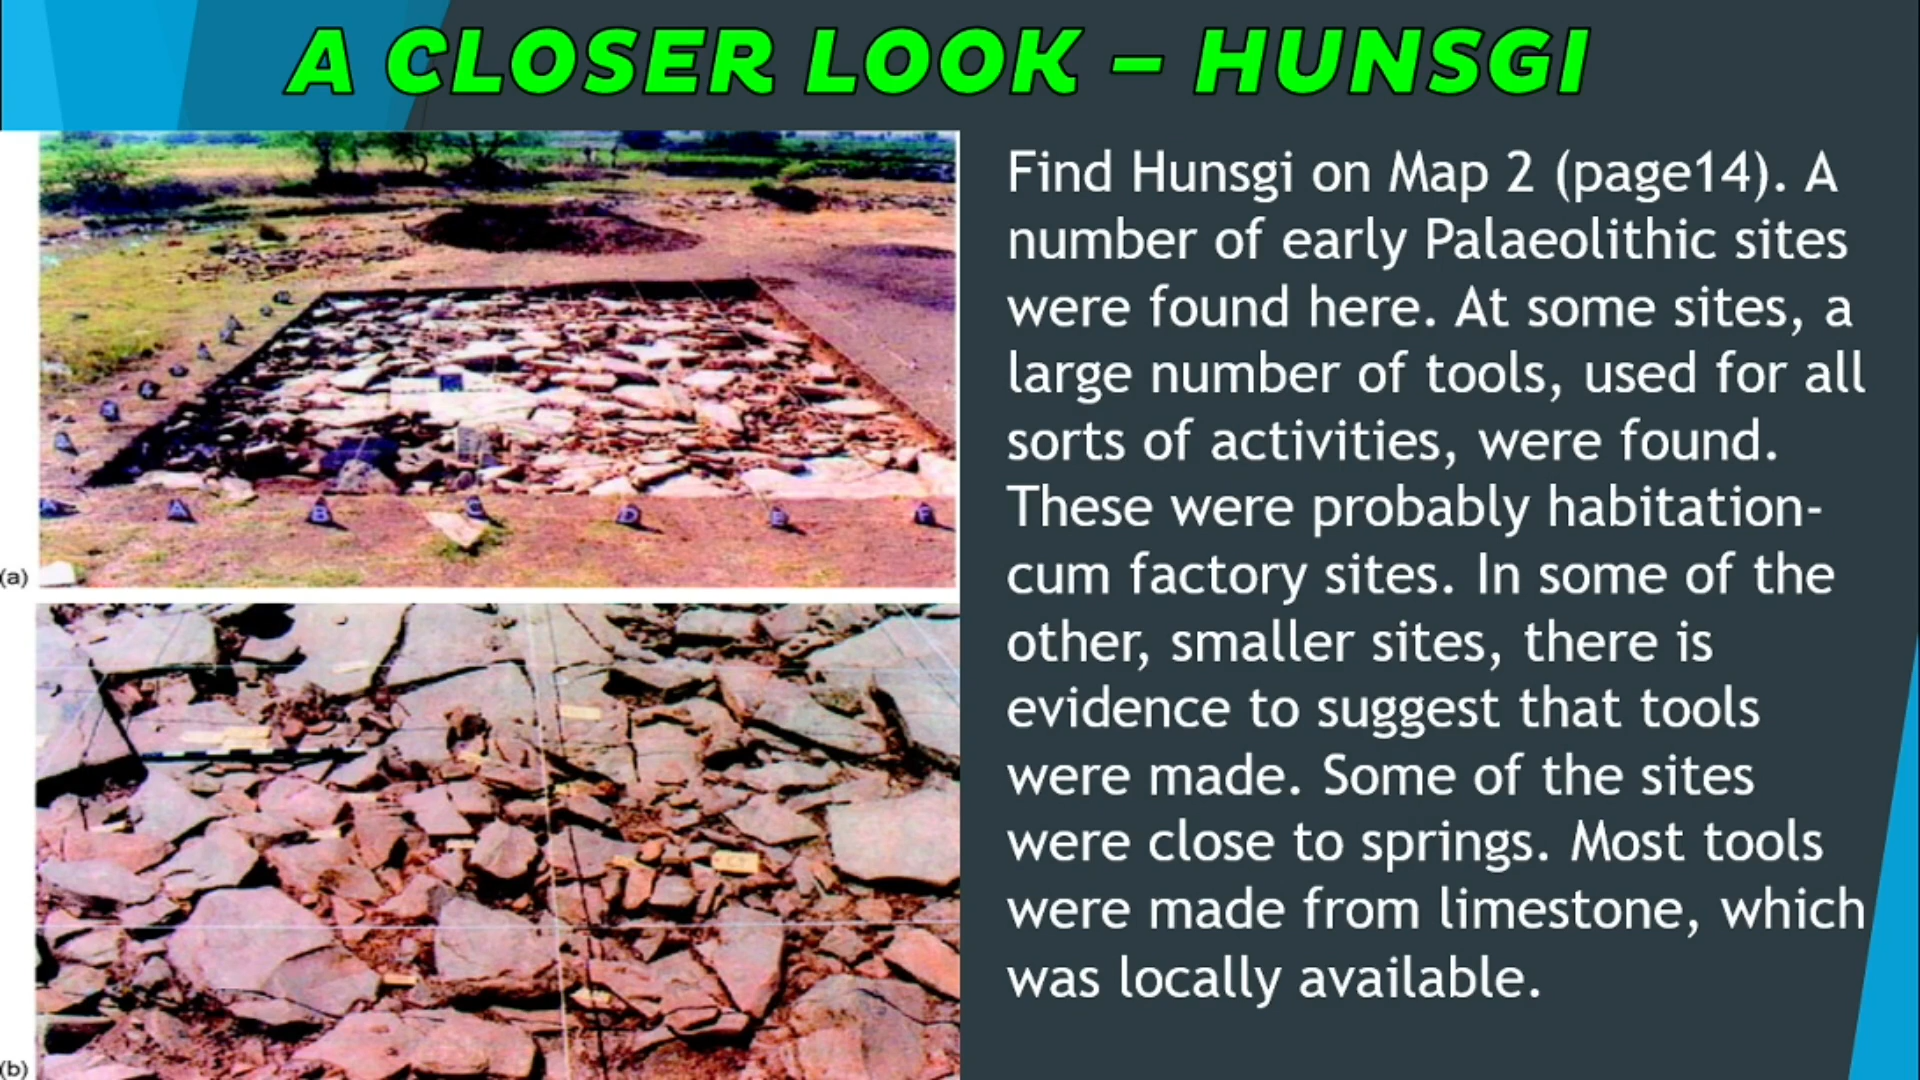 A CLOSER LOOK – HUNSGI
Find Hunsgi on Map 2 (page14). A
number of early Palaeolithic sites
were found here. At some sites, a
large number of tools, used for all
sorts of activities, were found.
These were probably habitation-
cum factory sites. In some of the
other, smaller sites, there is
evidence to suggest that tools
were made. Some of the sites
were close to springs. Most tools
were made from limestone, which
was locally available.
A B C D E F
(a)
(b)